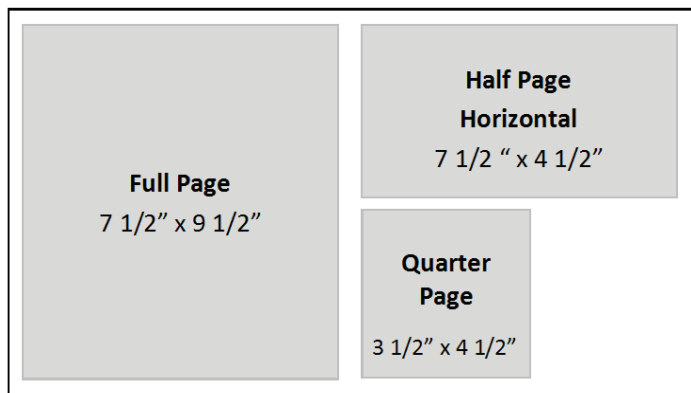 Full Page
7 1/2” x 9 1/2”
Half Page
Horizontal
7 1/2 “ x 4 1/2”
Quarter
Page
3 1/2” x 4 1/2”